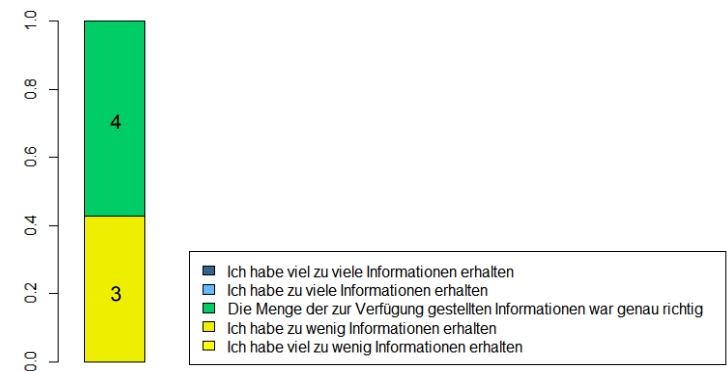 1.0
0.8
0.6
0.4
0.2
0.0
4
3
Ich habe viel zu viele Informationen erhalten
Ich habe zu viele Informationen erhalten
Die Menge der zur Verfügung gestellten Informationen war genau richtig
Ich habe zu wenig Informationen erhalten
Ich habe viel zu wenig Informationen erhalten